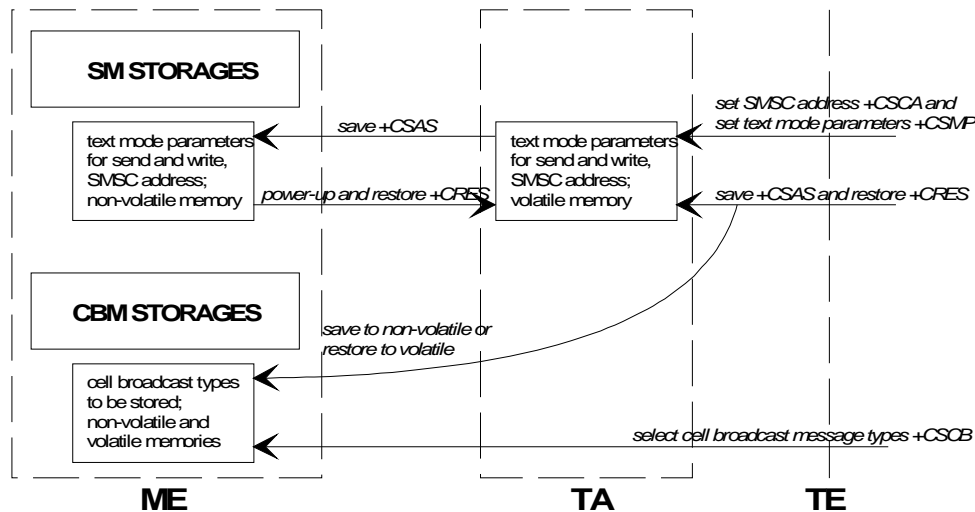 SM STORAGES
set SMSC address +CSCA and
set text mode parameters +CSMP
save +CSAS
text mode parameters
for send and write,
SMSC address;
non-volatile memory
text mode parameters
for send and write,
SMSC address;
volatile memory
power-up and restore +CRES
save +CSAS and restore +CRES
CBM STORAGES
save to non-volatile or
restore to volatile
cell broadcast types
to be stored;
non-volatile and
volatile memories
select cell broadcast message types +CSCB
ME
TA
TE